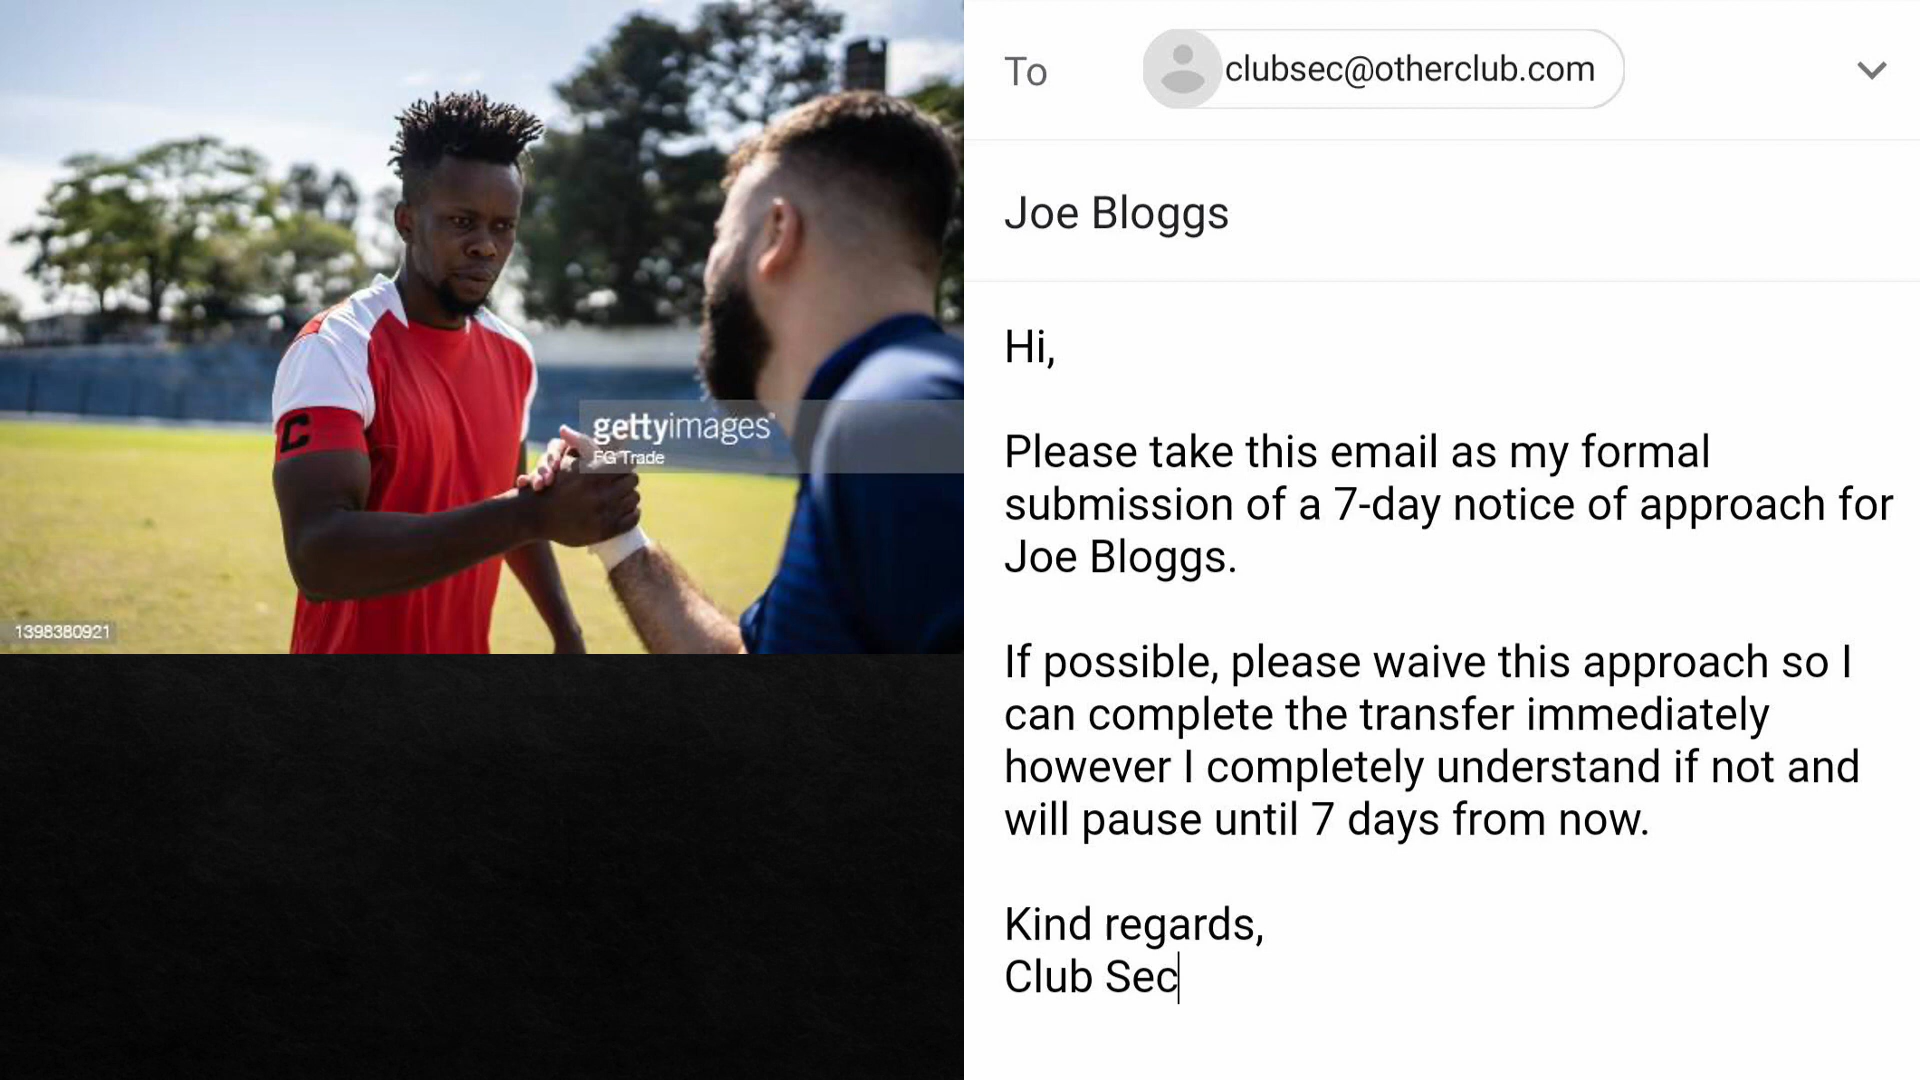 C
gettyimages®
FG Trade
1398380921
To
clubsec@otherclub.com
Joe Bloggs
Hi,
Please take this email as my formal
submission of a 7-day notice of approach for
Joe Bloggs.
If possible, please waive this approach so I
can complete the transfer immediately
however I completely understand if not and
will pause until 7 days from now.
Kind regards,
Club Sec